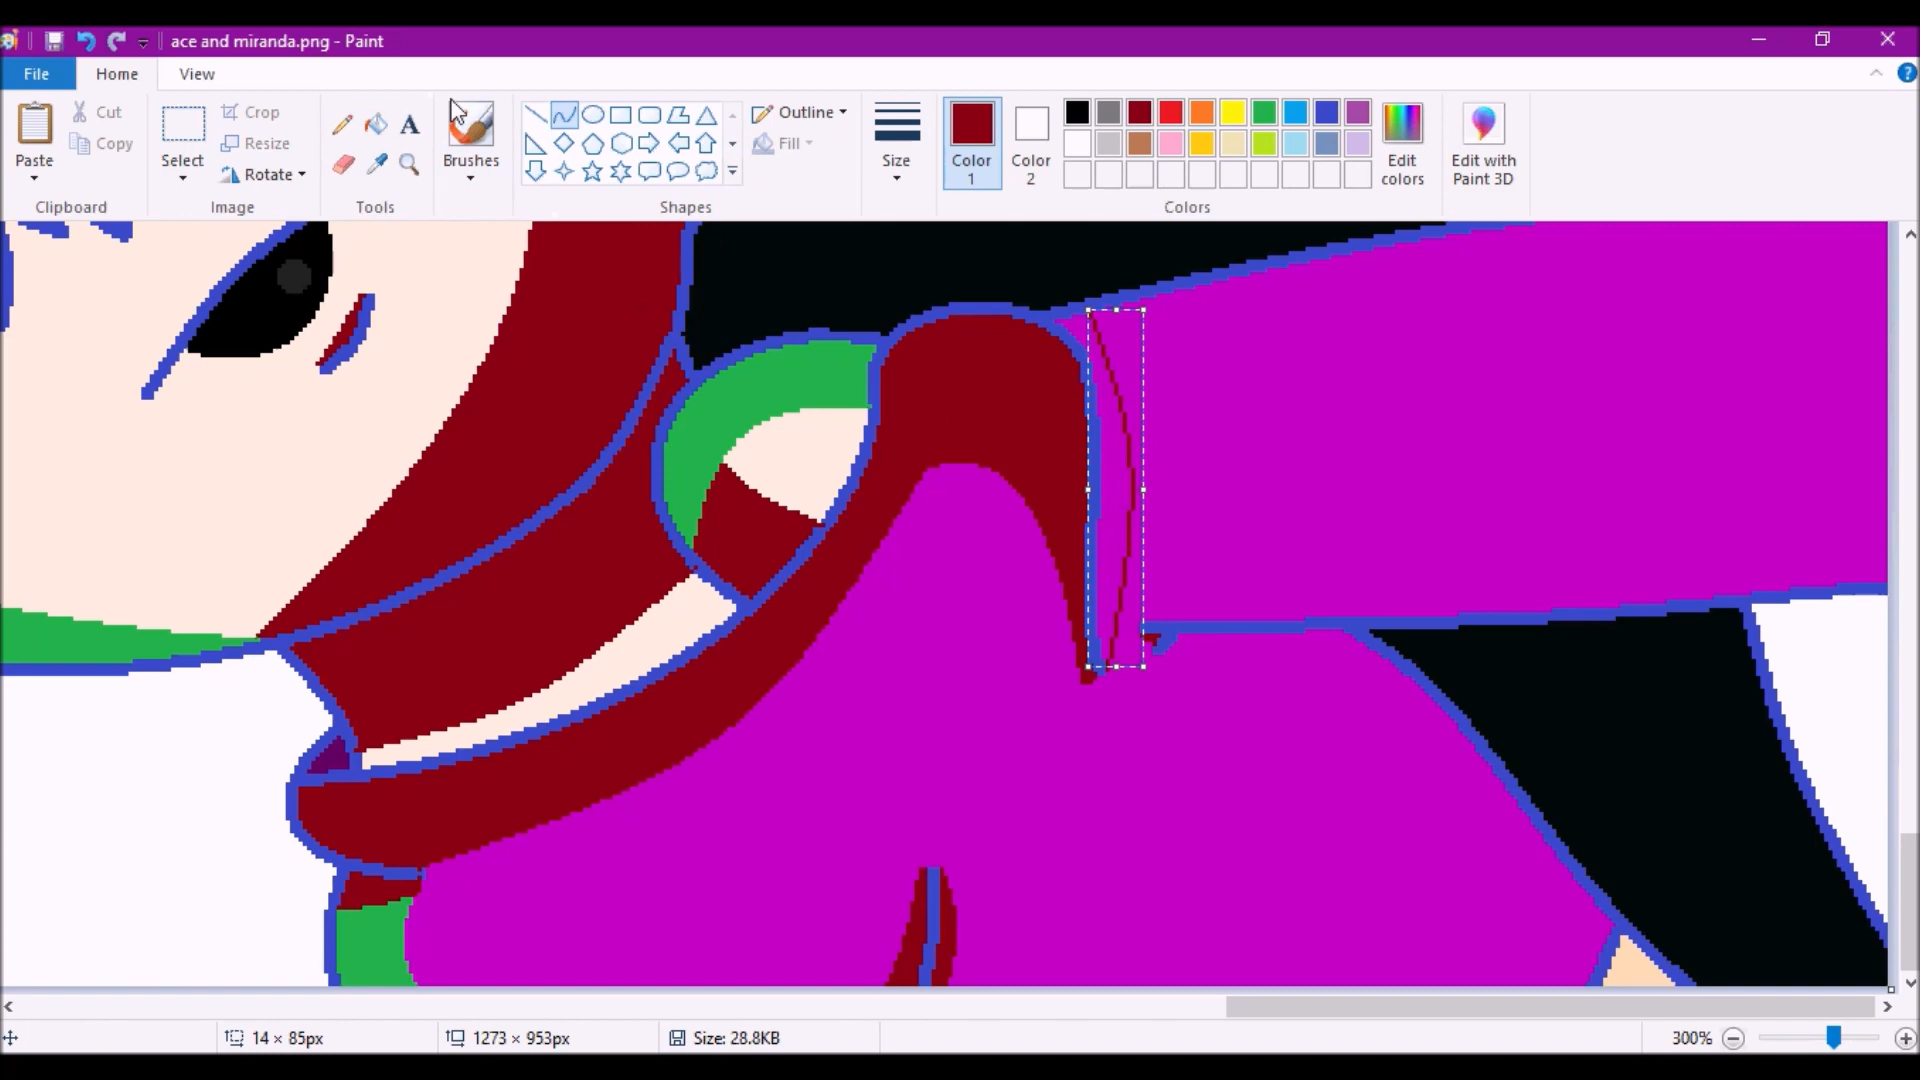 ace and miranda.png - Paint
File Home View
Paste Cut Copy Clipboard
Select Crop Resize Rotate Image
A
Tools
Brushes
Outline Fill Shapes
Size
Color 1 Color 2 Edit colors Colors
Edit with Paint 3D
?
14 × 85px 1273 × 953px Size: 28.8KB 300%